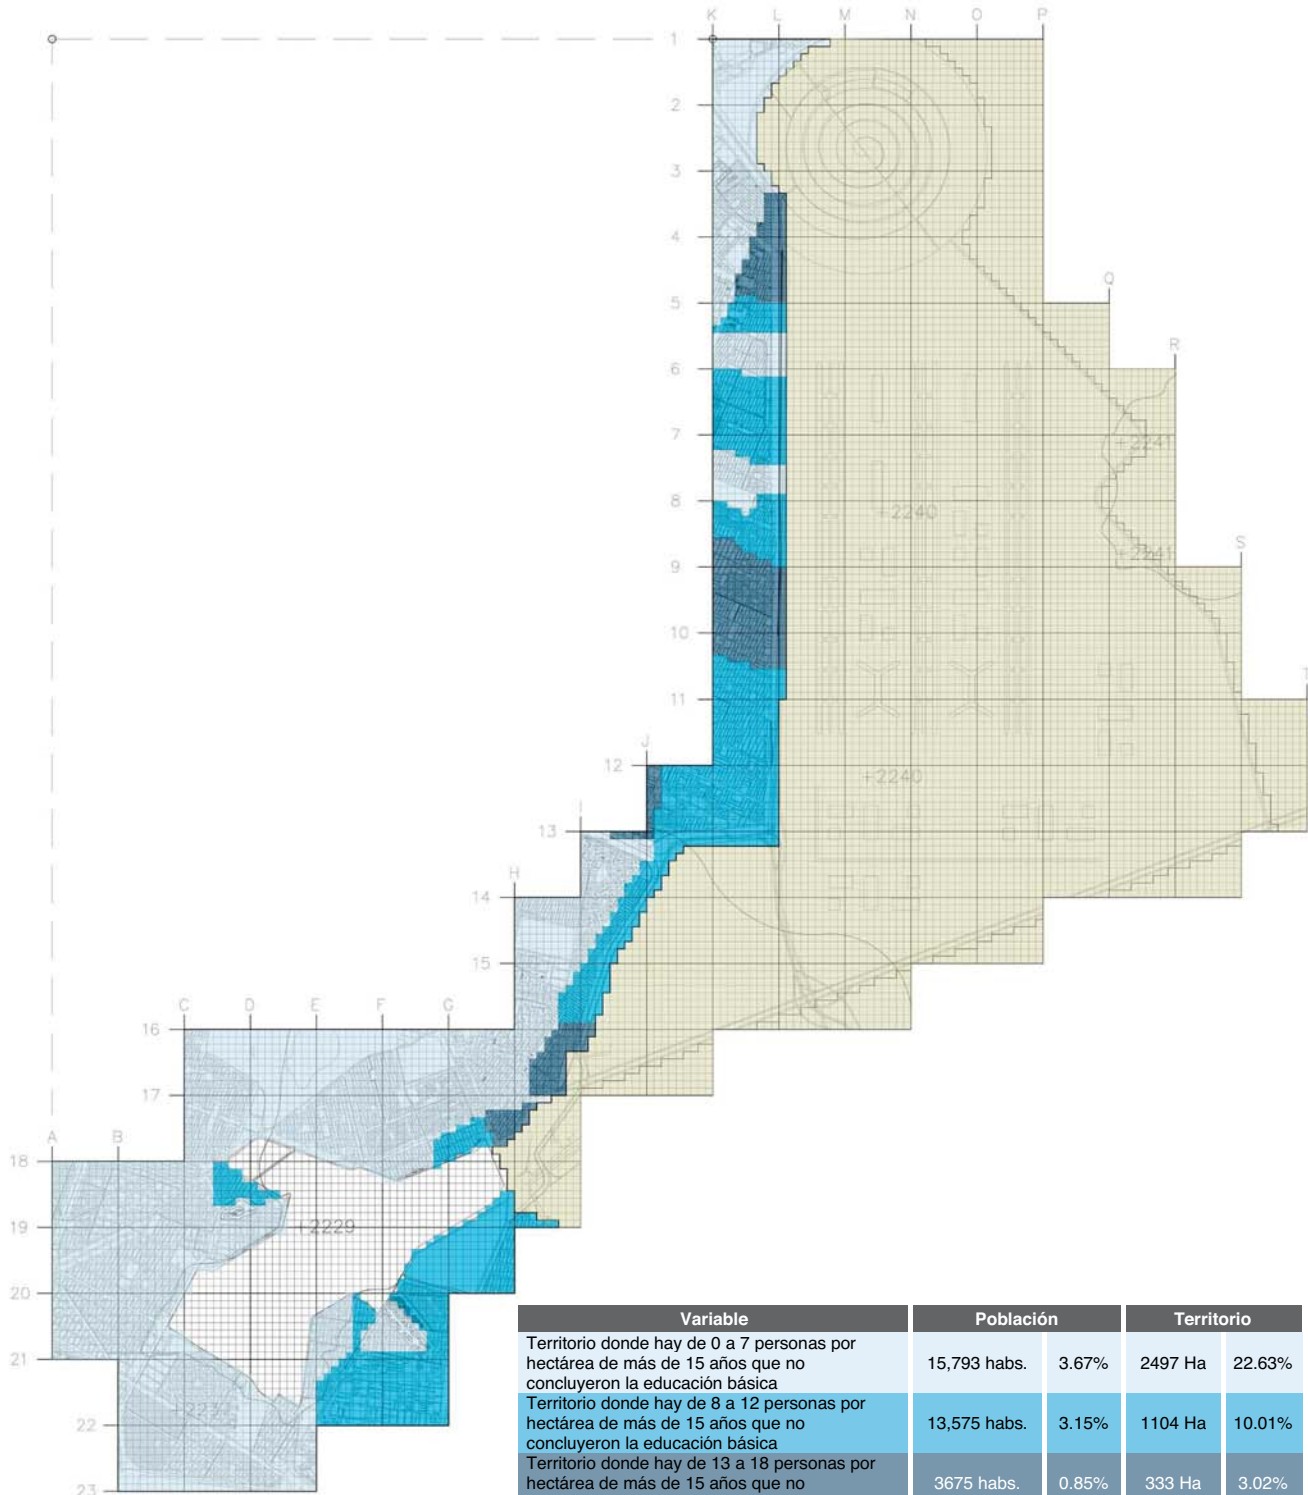 K L M N O P
1
2
3
4
5
Q
6
R
7
+2241
8
+2240
+2241
S
9
10
11
T
12
J
+2240
13
I
14
H
15
C D E F G
16
17
A B
18
19
+2229
20
21
22
23
Variable Población Territorio
Territorio donde hay de 0 a 7 personas por
hectárea de más de 15 años que no
concluyeron la educación básica
15,793 habs. 3.67% 2497 Ha 22.63%
Territorio donde hay de 8 a 12 personas por
hectárea de más de 15 años que no
concluyeron la educación básica
13,575 habs. 3.15% 1104 Ha 10.01%
Territorio donde hay de 13 a 18 personas por
hectárea de más de 15 años que no
3675 habs. 0.85% 333 Ha 3.02%